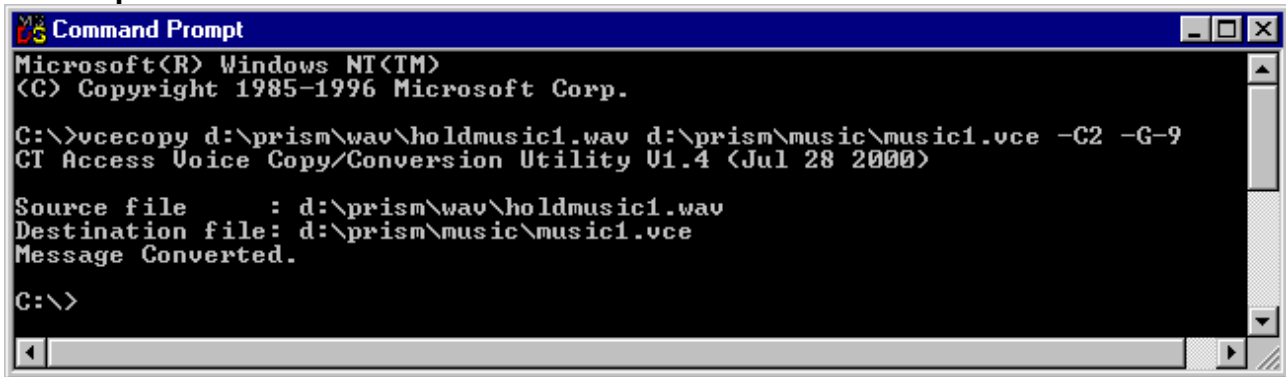 Command Prompt
Microsoft(R) Windows NT(TM)
(C) Copyright 1985-1996 Microsoft Corp.
C:\>vcecopy d:\prism\wav\holdmusic1.wav d:\prism\music\music1.vce -C2 -G-9
CT Access Voice Copy/Conversion Utility V1.4 (Jul 28 2000)
Source file     : d:\prism\wav\holdmusic1.wav
Destination file: d:\prism\music\music1.vce
Message Converted.
C:\>